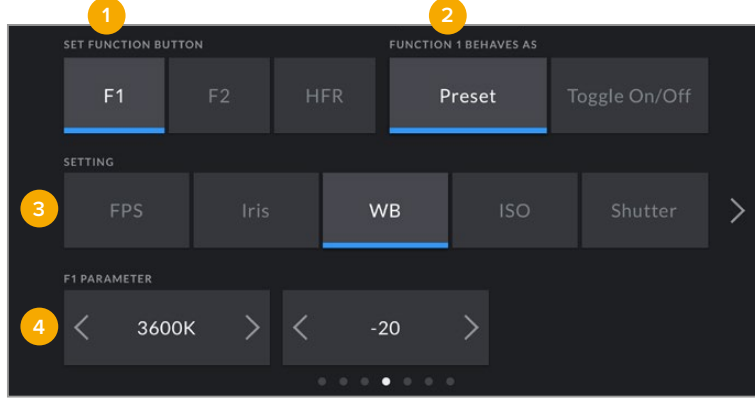 1 2
SET FUNCTION BUTTON FUNCTION 1 BEHAVES AS
F1 F2 HFR Preset Toggle On/Off
SETTING
3 FPS Iris WB ISO Shutter
F1 PARAMETER
4 3600K -20